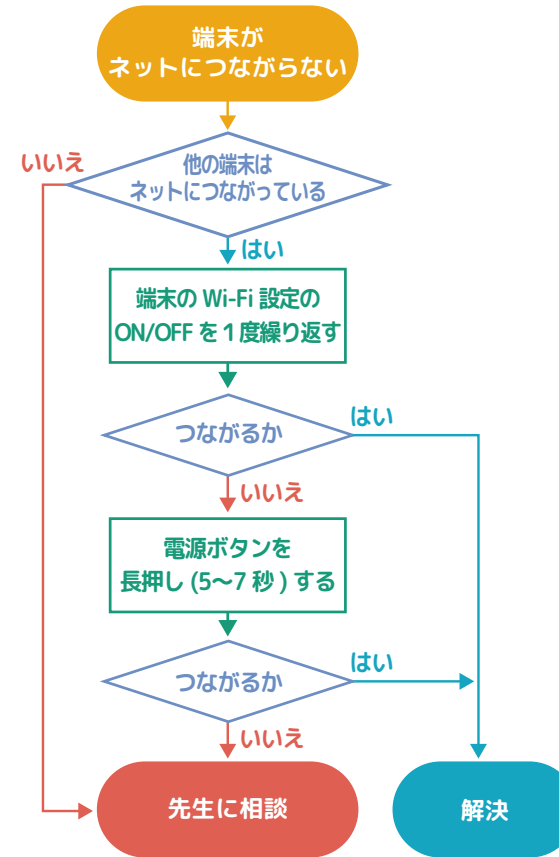 端末が
ネットにつながらない
いいえ
他の端末は
ネットにつながっている
はい
端末の Wi-Fi 設定の
ON/OFF を 1 度繰り返す
つながるか
はい
いいえ
電源ボタンを
長押し (5〜7 秒 ) する
つながるか
はい
いいえ
先生に相談
解決